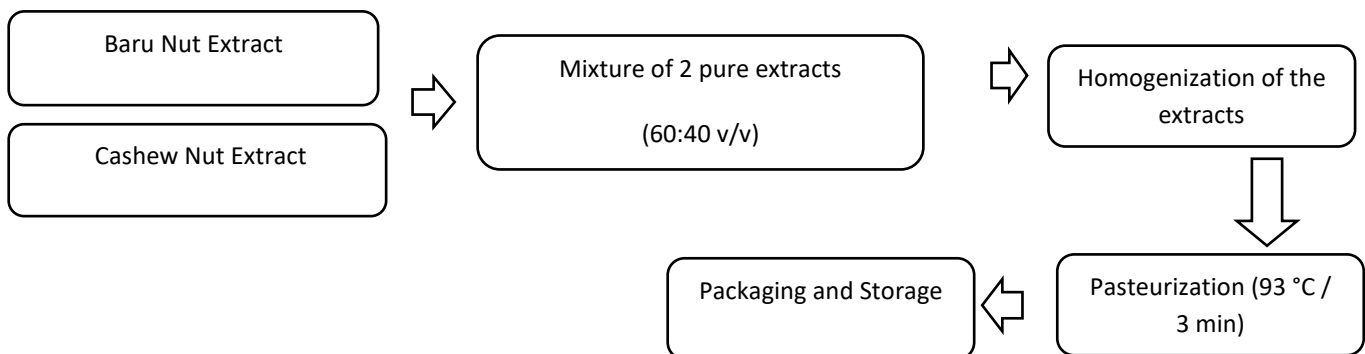 Baru Nut Extract
Cashew Nut Extract
Mixture of 2 pure extracts
(60:40 v/v)
Homogenization of the
extracts
Pasteurization (93 °C /
3 min)
Packaging and Storage